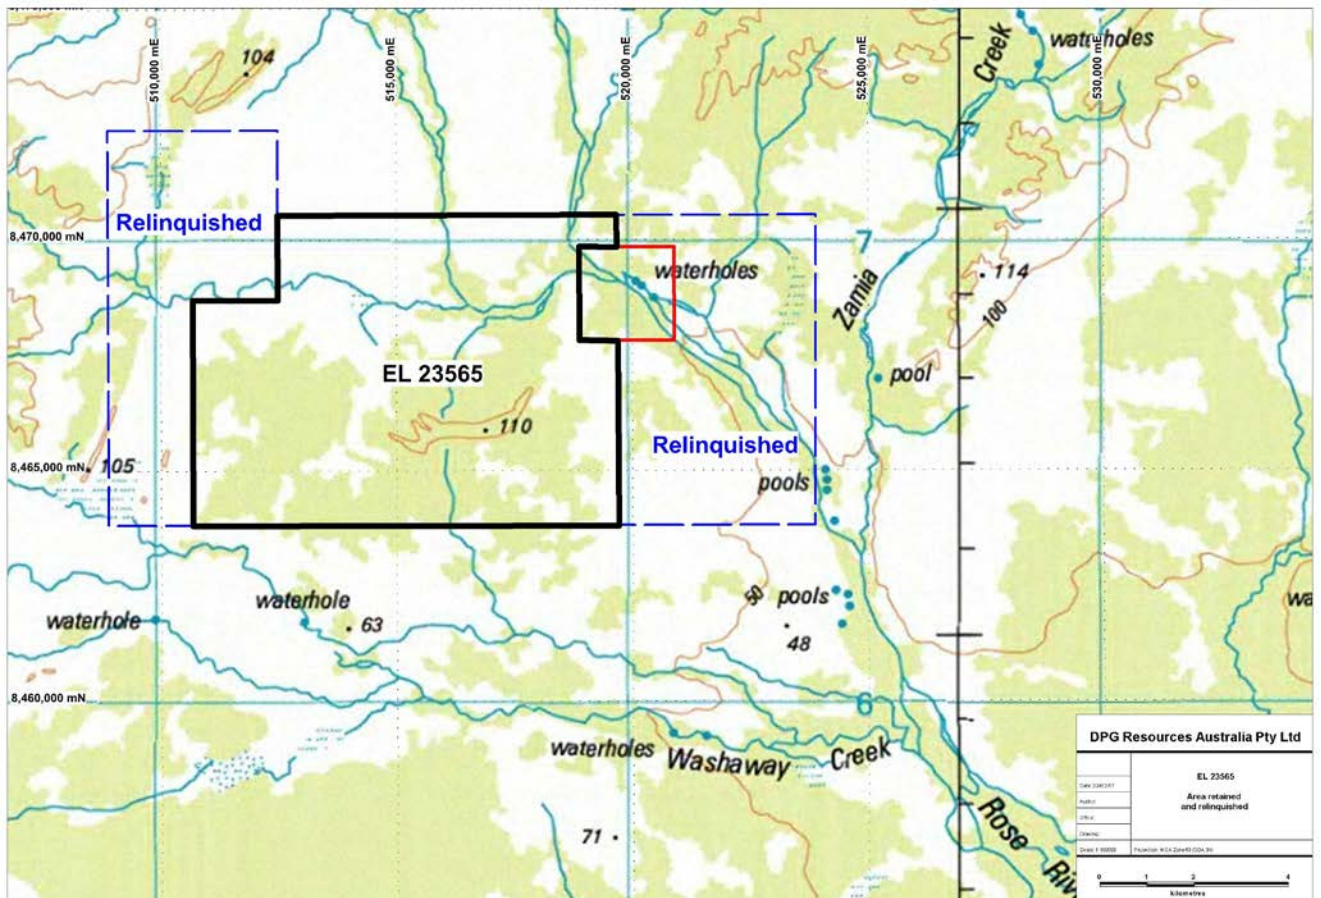 510,000 mE
515,000 mE
520,000 mE
525,000 mE
530,000 mE
104
Creek
waterholes
Relinquished
8,470,000 mN
7
waterholes
Zamia
114
100
EL 23565
pool
110
Relinquished
8,465,000 mN
105
pools
waterhole
waterhole
63
50
pools
48
wa
8,460,000 mN
6
waterholes
Washaway Creek
71
Rose
Riv
DPG Resources Australia Pty Ltd
EL 23565
Area retained
and relinquished
0 1 2 4
kilometres